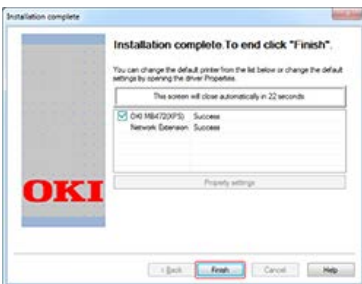 Installation complete
Installation complete.To end click "Finish".
You can change the default printer from the list below or change the default
settings by opening the driver Properties.
This screen will close automatically in 22 seconds
OKI MB472(XPS) Success
Network Extension Success
OKI
Property settings
< Back Finish Cancel Help